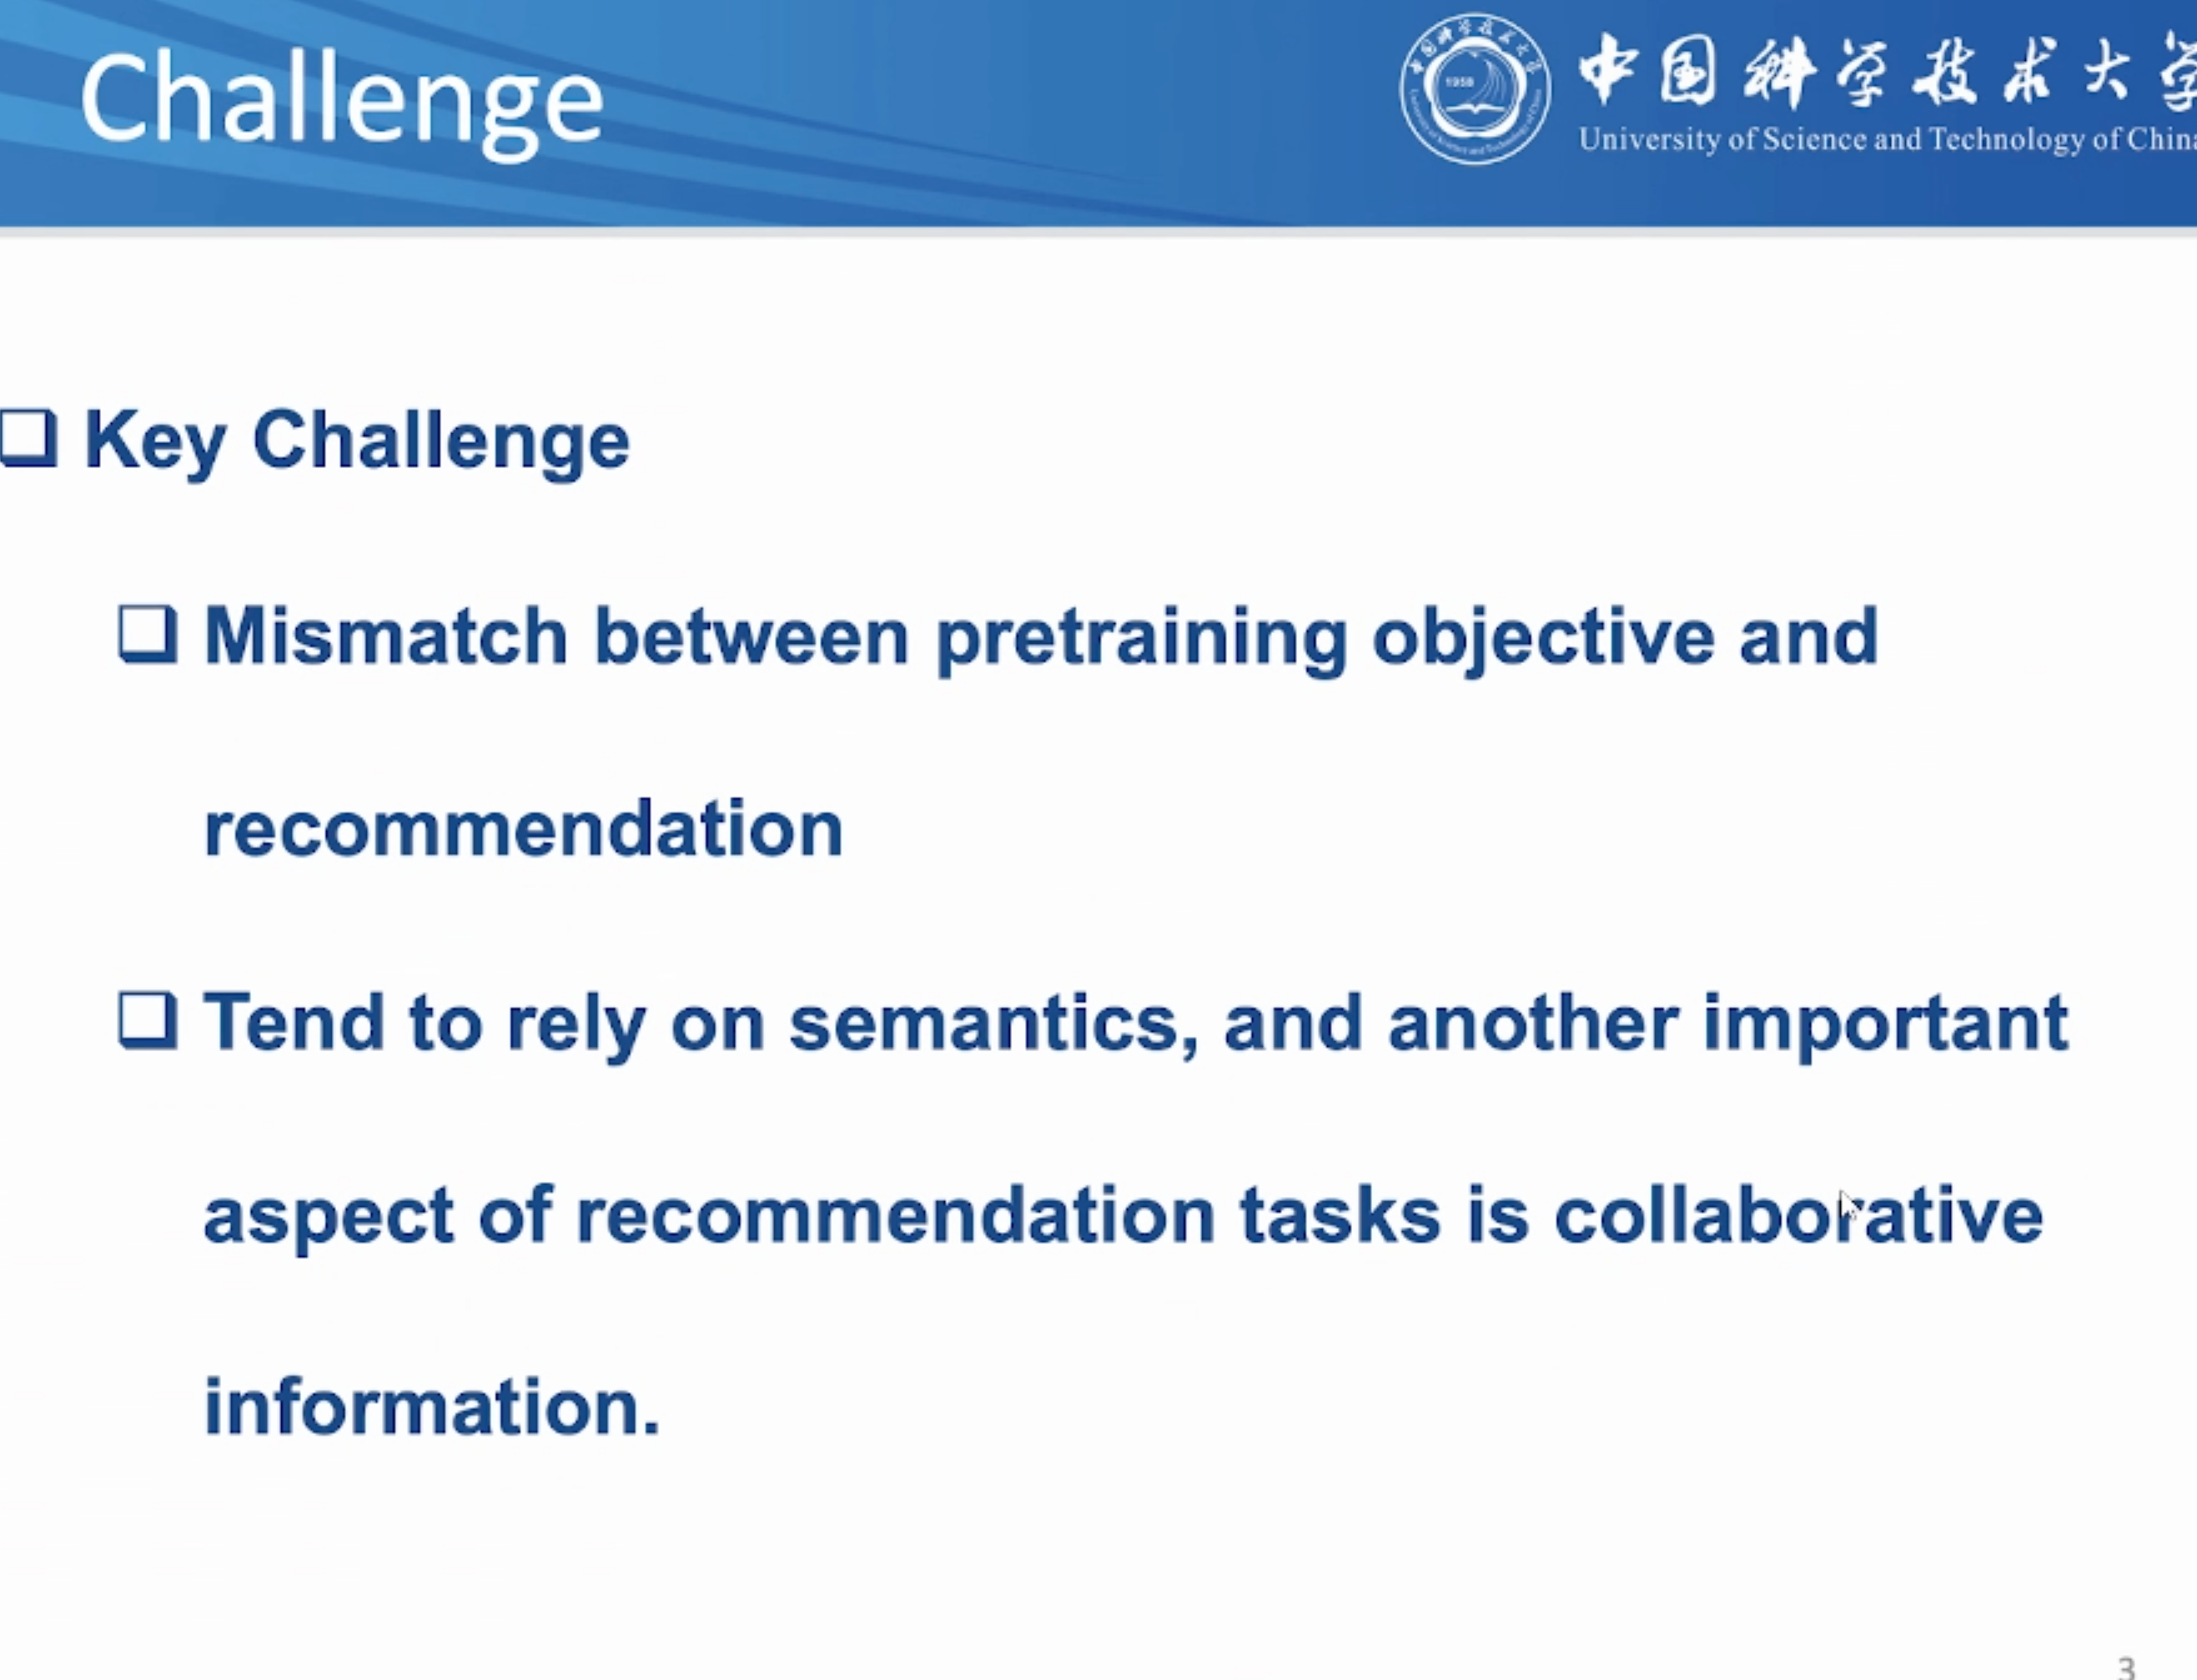 Challenge
中国科学技术大学
University of Science and Technology of China
1958
Key Challenge
Mismatch between pretraining objective and
recommendation
Tend to rely on semantics, and another important
aspect of recommendation tasks is collaborative
information.
3